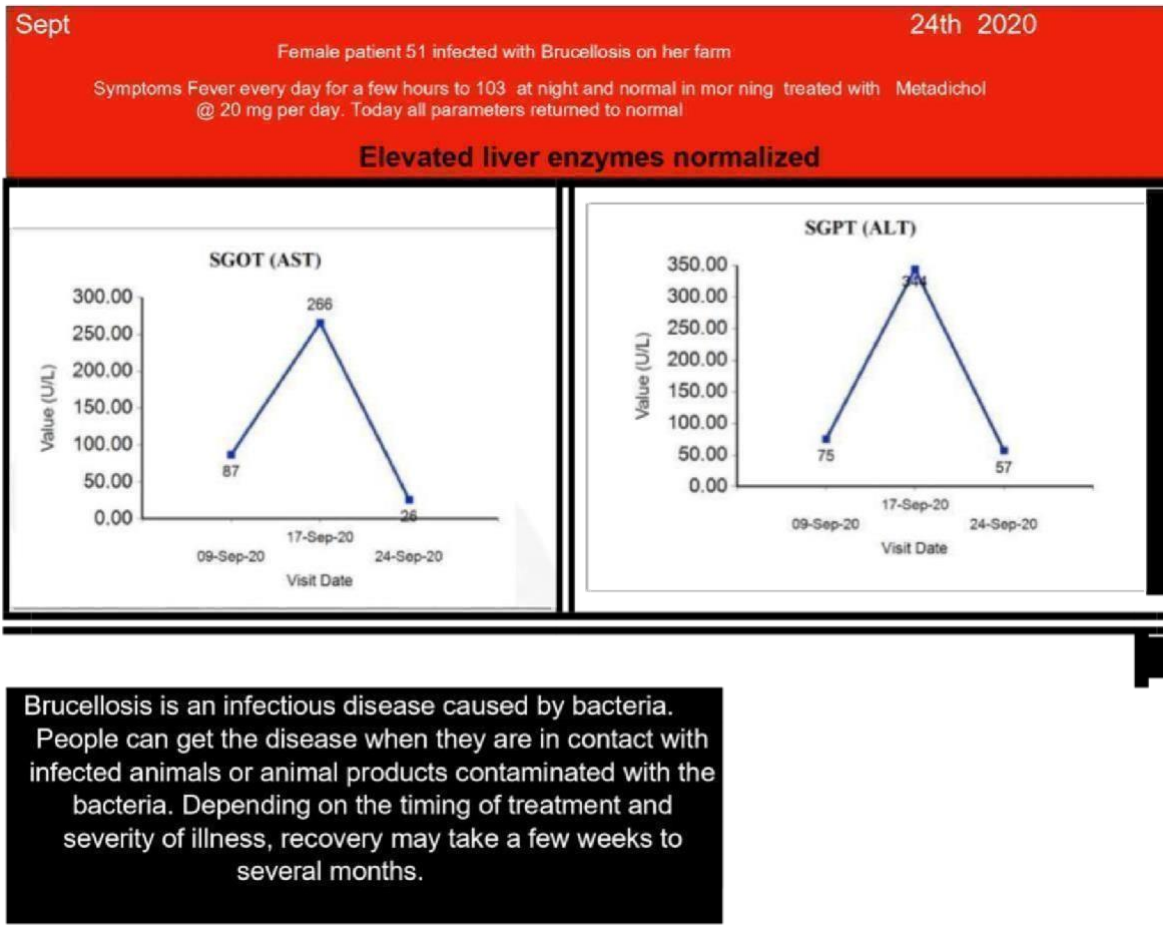 Sept 24th 2020
Female patient 51 infected with Brucellosis on her farm
Symptoms Fever every day for a few hours to 103 at night and normal in mor ning treated with Metadichol
@ 20 mg per day. Today all parameters returned to normal
Elevated liver enzymes normalized
SGOT (AST)
300.00
250.00
200.00
150.00
100.00
50.00
0.00
Value (U/L)
266
87
26
09-Sep-20
17-Sep-20
24-Sep-20
Visit Date
SGPT (ALT)
350.00
300.00
250.00
200.00
150.00
100.00
50.00
0.00
Value (U/L)
344
75
57
09-Sep-20
17-Sep-20
24-Sep-20
Visit Date
Brucellosis is an infectious disease caused by bacteria.
People can get the disease when they are in contact with
infected animals or animal products contaminated with the
bacteria. Depending on the timing of treatment and
severity of illness, recovery may take a few weeks to
several months.